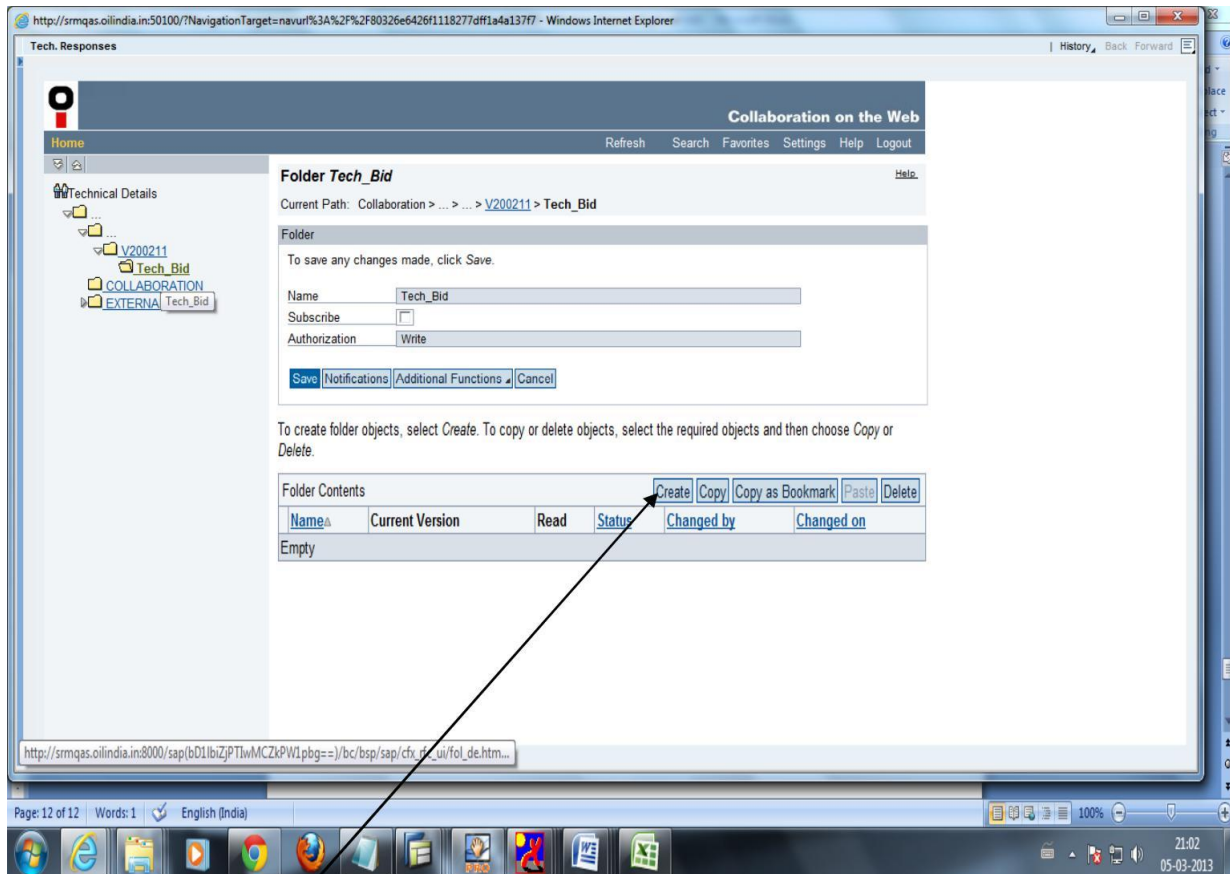 http://srmqas.oilindia.in:50100/?NavigationTarget=navurl%3A%2F%2F80326e6426f1118277dff1a4a137f7 - Windows Internet Explorer
Tech. Responses
History Back Forward
Collaboration on the Web
Home
Refresh Search Favorites Settings Help Logout
Technical Details
...
...
V200211
Tech_Bid
COLLABORATION
EXTERNA
Tech_Bid
Folder Tech_Bid
Help
Current Path: Collaboration > ... > ... > V200211 > Tech_Bid
Folder
To save any changes made, click Save.
Name Tech_Bid
Subscribe
Authorization Write
Save Notifications Additional Functions Cancel
To create folder objects, select Create. To copy or delete objects, select the required objects and then choose Copy or
Delete.
Folder Contents Create Copy Copy as Bookmark Paste Delete
Name Current Version Read Status Changed by Changed on
Empty
Page: 12 of 12 Words: 1 English (India) 100%
21:02
05-03-2013